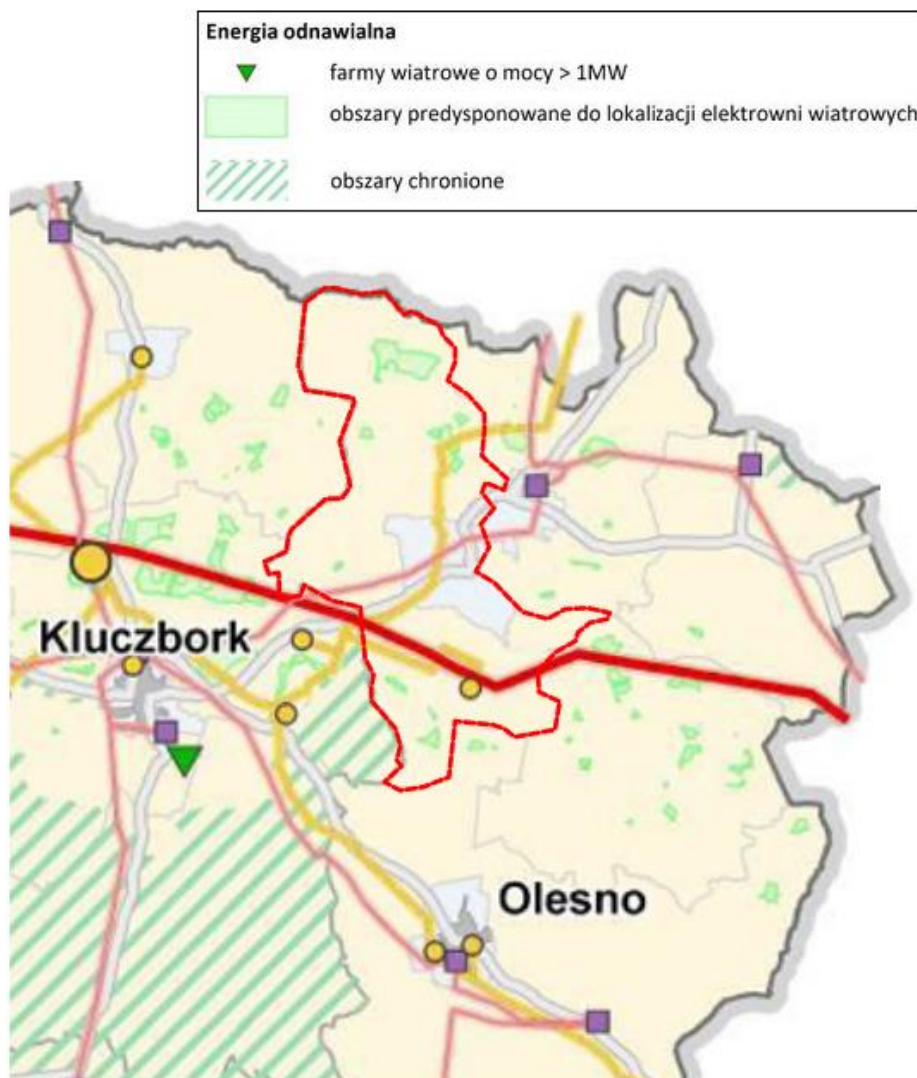 Energia odnawialna
farmy wiatrowe o mocy > 1MW
obszary predysponowane do lokalizacji elektrowni wiatrowych
obszary chronione
Kluczbork
Olesno